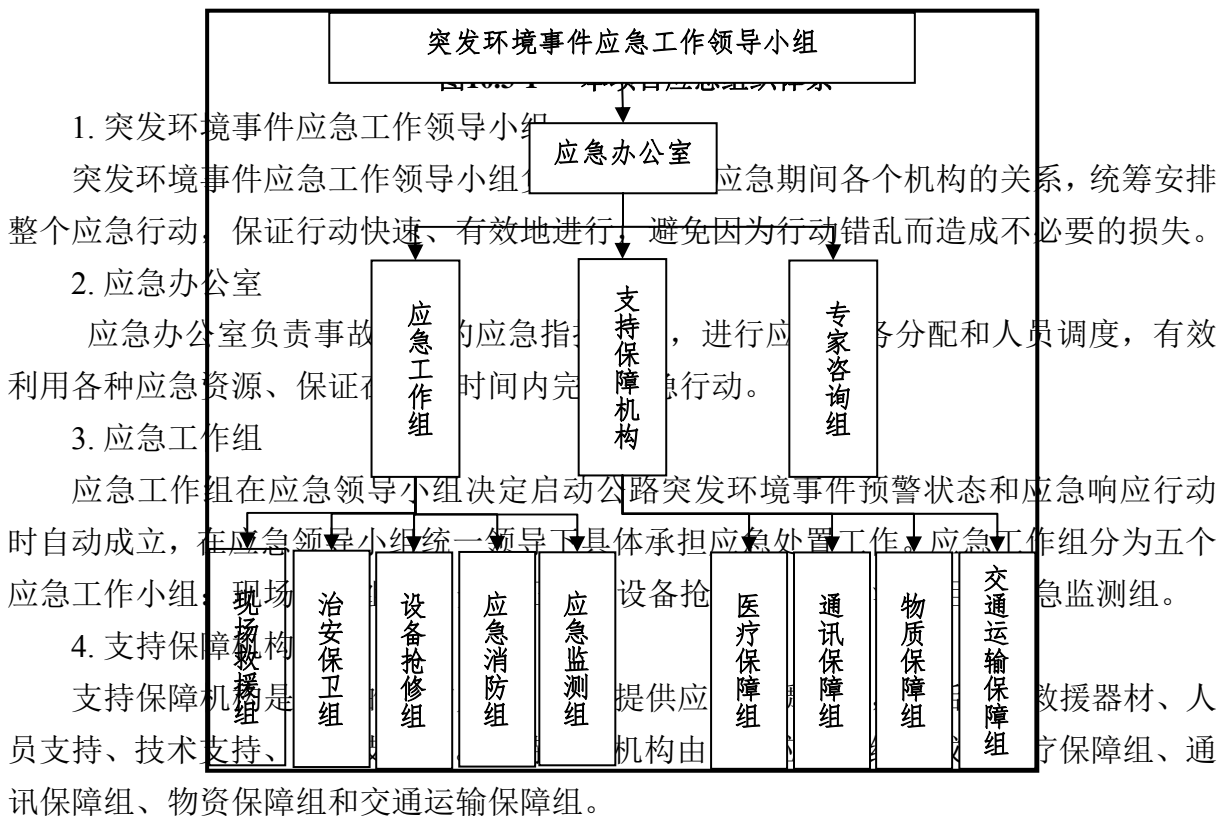 突发环境事件应急工作领导小组
应急办公室
应急工作组
支持保障机构
专家咨询组
现场救援组
治安保卫组
设备抢修组
应急消防组
应急监测组
医疗保障组
通讯保障组
物质保障组
交通运输保障组
1. 突发环境事件应急工作领导小组
突发环境事件应急工作领导小组 应急期间各个机构的关系，统筹安排
整个应急行动，保证行动快速、有效地进行，避免因为行动错乱而造成不必要的损失。
2. 应急办公室
应急办公室负责事故 的应急指 ，进行应 务分配和人员调度，有效
利用各种应急资源、保证在 时间内完 急行动。
3. 应急工作组
应急工作组在应急领导小组决定启动公路突发环境事件预警状态和应急响应行动
时自动成立，在应急领导小组统一领导下具体承担应急处置工作。应急工作组分为五个
应急工作小组：现场 设备抢 急监测组。
4. 支持保障机构
支持保障机构是 提供应 救援器材、人
员支持、技术支持、 机构由 疗保障组、通
讯保障组、物资保障组和交通运输保障组。